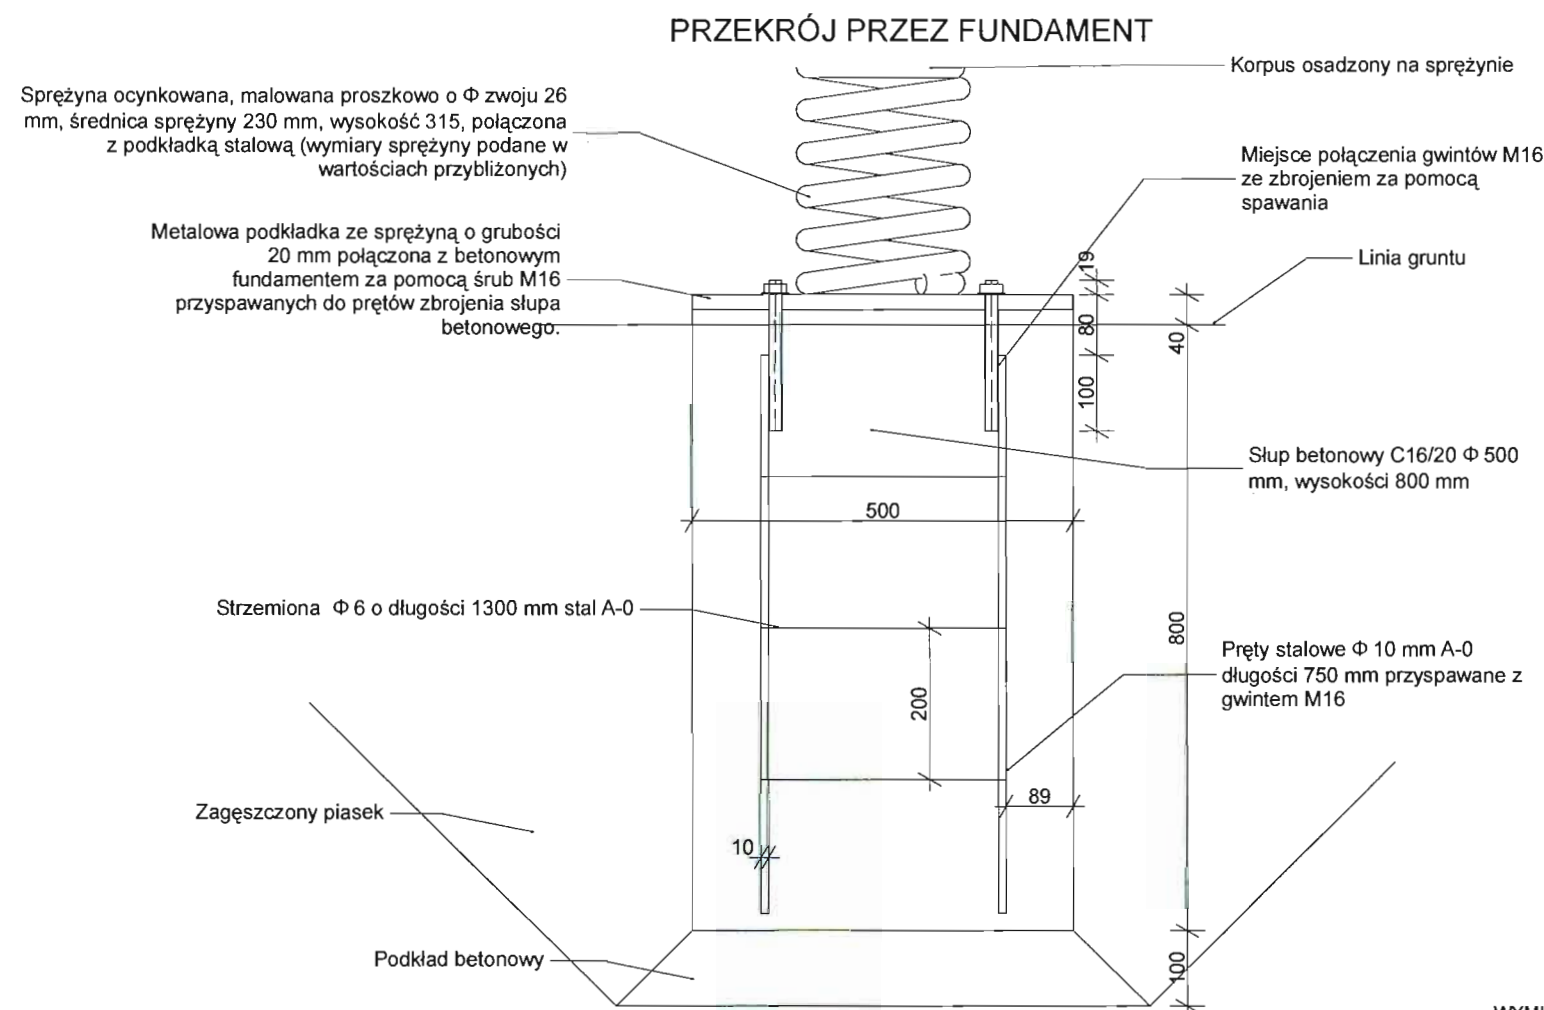 PRZEKRÓJ PRZEZ FUNDAMENT
Korpus osadzony na sprężynie
Sprężyna ocynkowana, malowana proszkowo o Φ zwoju 26
mm, średnica sprężyny 230 mm, wysokość 315, połączona
z podkładką stalową (wymiary sprężyny podane w
wartościach przybliżonych)
Miejsce połączenia gwintów M16
ze zbrojeniem za pomocą
spawania
Metalowa podkładka ze sprężyną o grubości
20 mm połączona z betonowym
fundamentem za pomocą śrub M16
przyspawanych do prętów zbrojenia słupa
betonowego.
Linia gruntu
19
80
100
40
Słup betonowy C16/20 Φ 500
mm, wysokości 800 mm
500
Strzemiona Φ 6 o długości 1300 mm stal A-0
800
Pręty stalowe Φ 10 mm A-0
długości 750 mm przyspawane z
gwintem M16
200
89
Zagęszczony piasek
10
Podkład betonowy
100